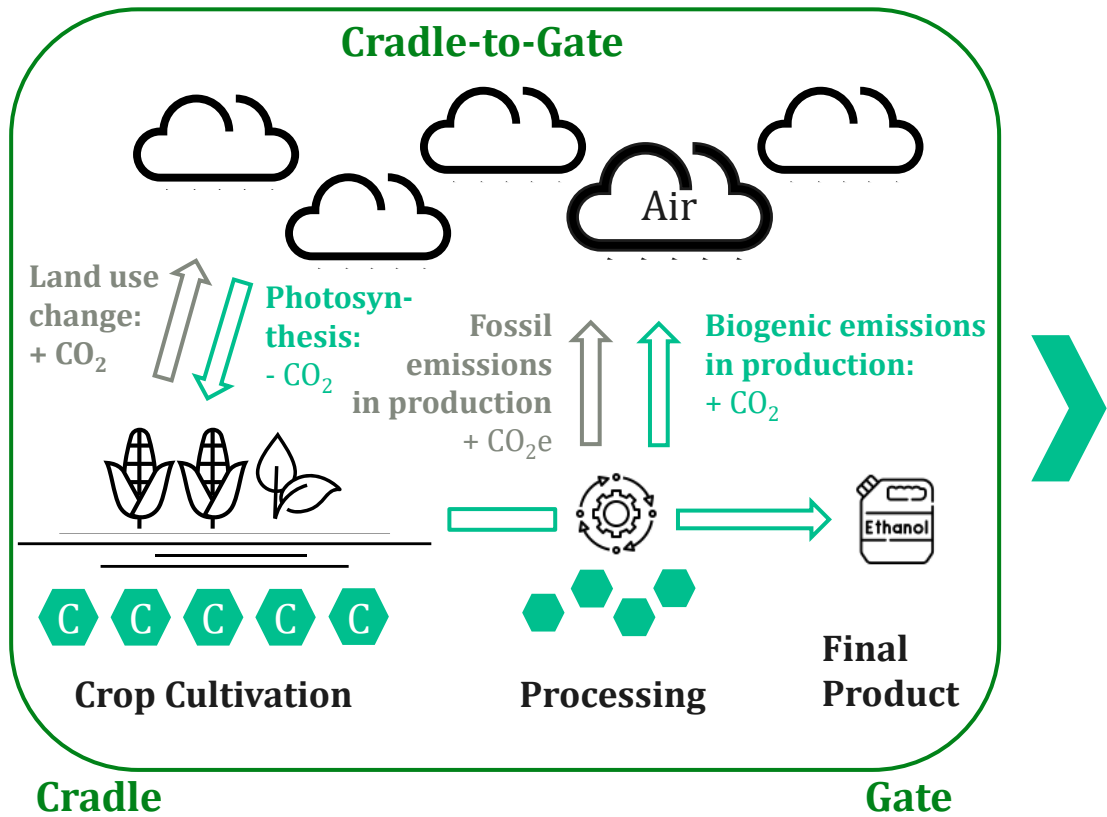 Cradle-to-Gate
Air
Land use
change:
+ CO₂
Photosyn-
thesis:
- CO₂
Fossil
emissions
in production
+ CO₂e
Biogenic emissions
in production:
+ CO₂
Ethanol
C C C C C
Crop Cultivation
Processing
Final
Product
Cradle
Gate